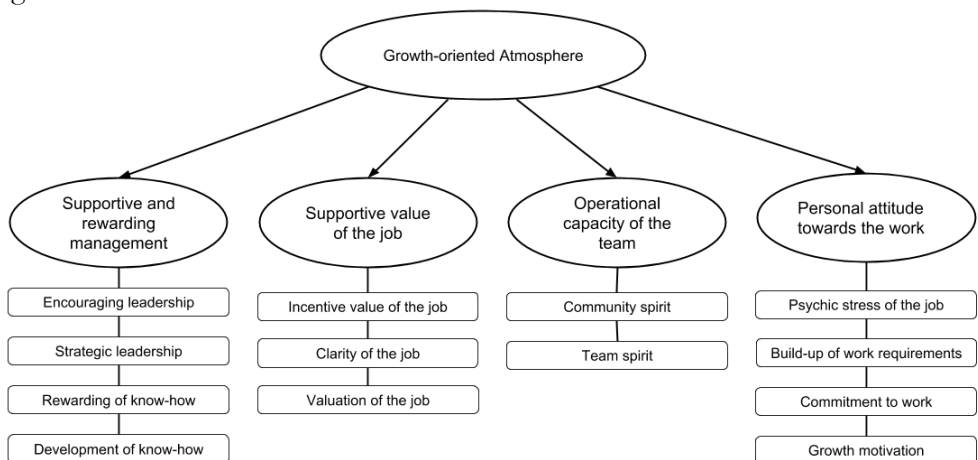 g
Growth-oriented Atmosphere
Supportive and
rewarding
management
Supportive value
of the job
Operational
capacity of the
team
Personal attitude
towards the work
Encouraging leadership
Strategic leadership
Rewarding of know-how
Development of know-how
Incentive value of the job
Clarity of the job
Valuation of the job
Community spirit
Team spirit
Psychic stress of the job
Build-up of work requirements
Commitment to work
Growth motivation